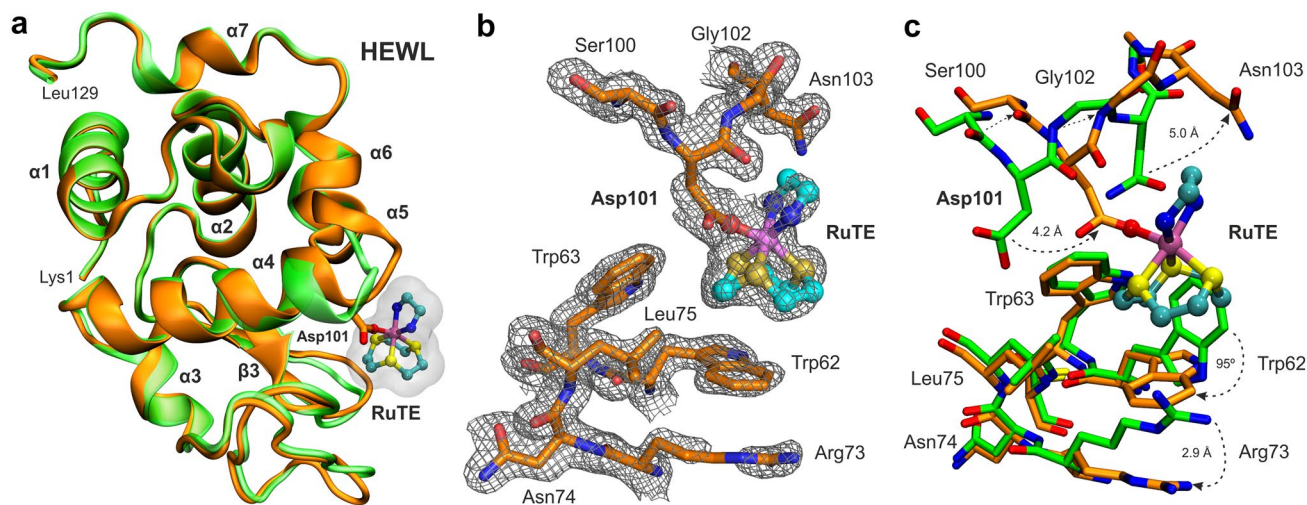 a
α7
HEWL
Leu129
α1
α6
α2
α5
α4
Lys1
Asp101
α3
β3
RuTE
b
Ser100
Gly102
Asn103
Asp101
RuTE
Trp63
Leu75
Trp62
Arg73
Asn74
c
Ser100
Gly102
Asn103
5.0 Å
Asp101
RuTE
4.2 Å
Trp63
Leu75
95º
Trp62
Asn74
2.9 Å
Arg73